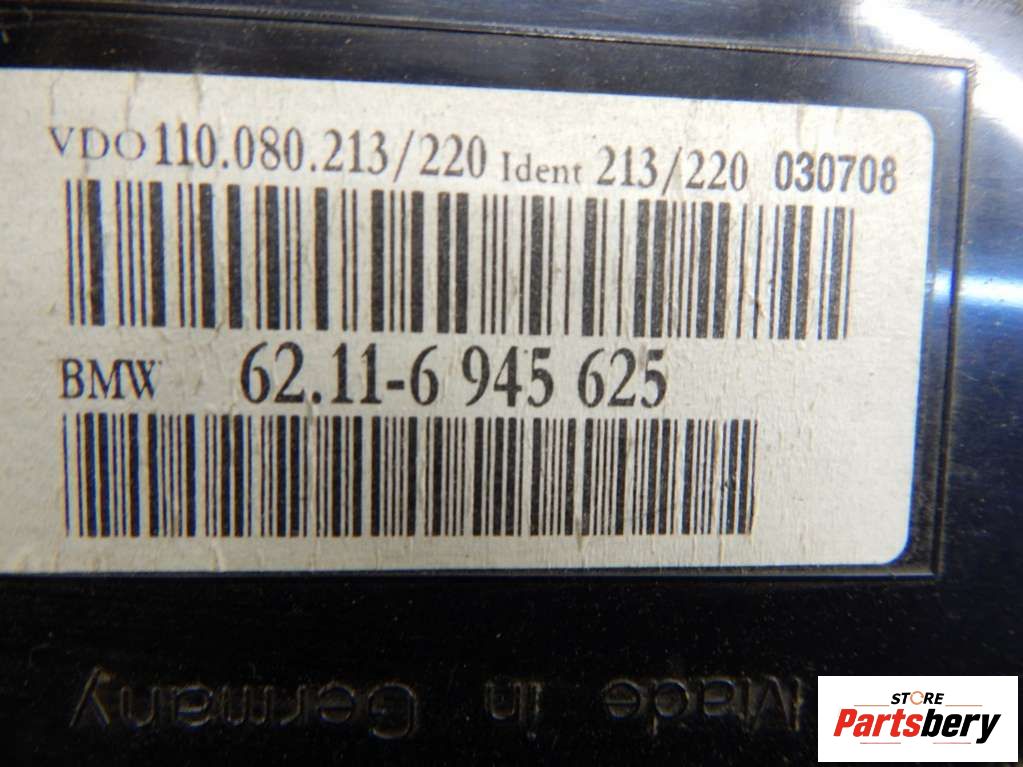 VDO 110.080.213/220 Ident 213/220 030708
BMW 62.11-6 945 625
Made in Germany
STORE
Partsbery